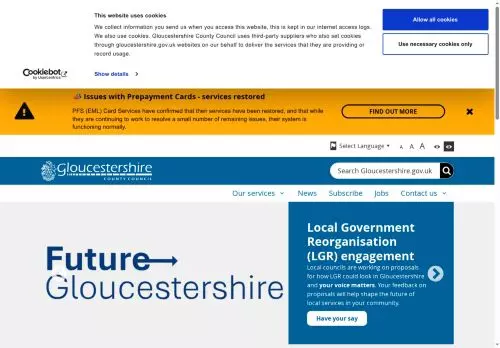 This website uses cookies
We collect information you send us when you access this website, this is kept in our internet access logs.
We also use cookies. Gloucestershire County Council uses third-party suppliers who also set cookies
through gloucestershire.gov.uk websites on our behalf to deliver the services that they are providing or
record usage.
Allow all cookies
Use necessary cookies only
Cookiebot
by Usercentrics
Show details
Issues with Prepayment Cards - services restored
PFS (EML) Card Services have confirmed that then services have been restored, and that while
they are continuing to work to resolve a small number of remaining issues, their system is
functioning normally.
FIND OUT MORE
Select Language
A A A
Gloucestershire
COUNTY COUNCIL
Search Gloucestershire.gov.uk
Our services
News
Subscribe
Jobs
Contact us
Future
Gloucestershire
Local Government
Reorganisation
(LGR) engagement
Local councils are working on proposals
for how LGR could look in Gloucestershire
and your voice matters. Your feedback on
proposals will help shape the future of
local services in your community.
Have your say